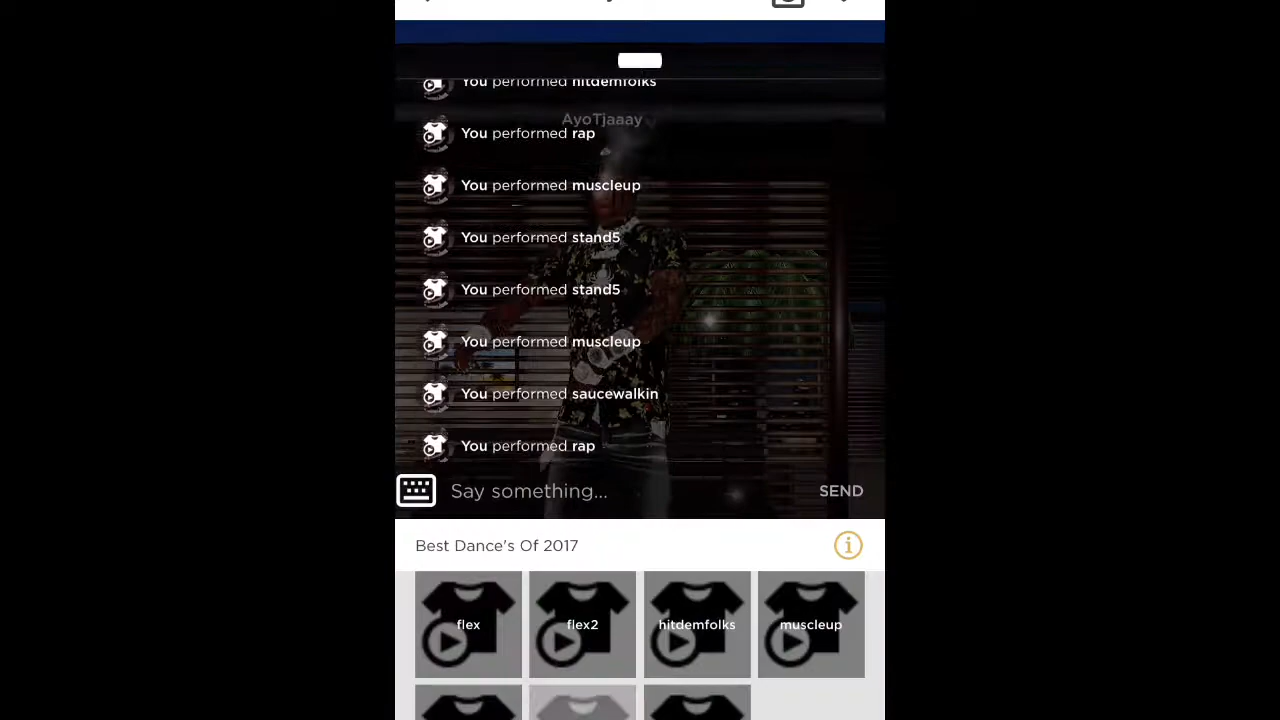 You performed hitdemfolks
AyoTjaaay
You performed rap
You performed muscleup
You performed stand5
You performed stand5
You performed muscleup
You performed saucewalkin
You performed rap
Say something...
SEND
Best Dance's Of 2017
flex
flex2
hitdemfolks
muscleup